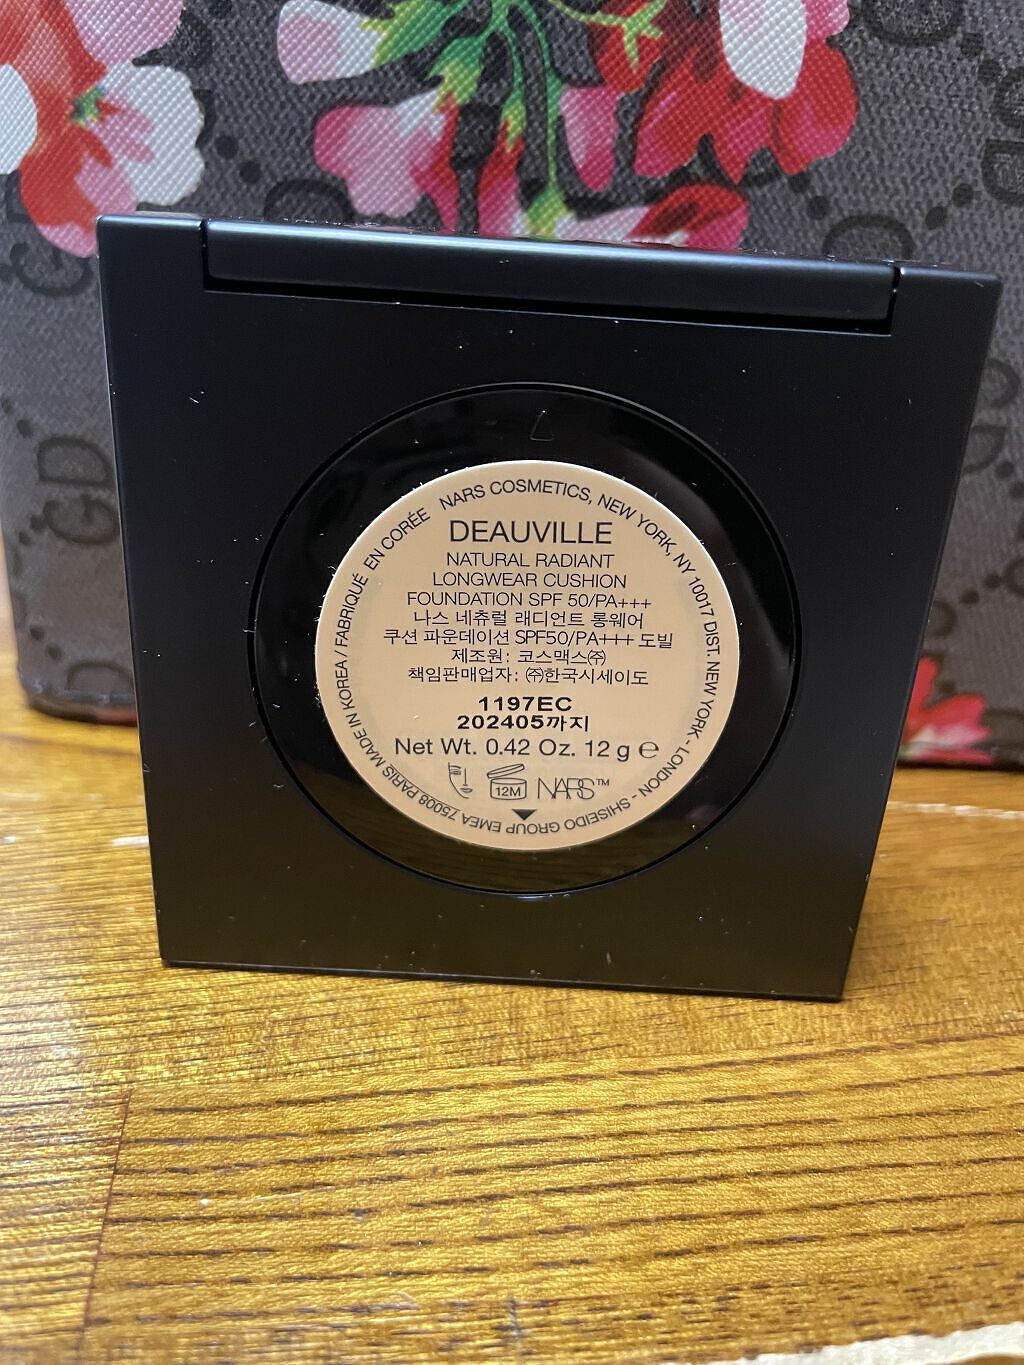 NARS COSMETICS, NEW YORK, NY 10017 DIST. NEW YORK - LONDON - SHISEIDO GROUP EMEA 75008 PARIS MADE IN KOREA / FABRIQUÉ EN CORÉE
DEAUVILLE
NATURAL RADIANT
LONGWEAR CUSHION
FOUNDATION SPF 50/PA+++
나스 네츄럴 래디언트 롱웨어
쿠션 파운데이션 SPF50/PA+++ 도빌
제조원: 코스맥스㈜
책임판매업자: ㈜한국시세이도
1197EC
202405까지
Net Wt. 0.42 Oz. 12 g ℮
12M NARS™